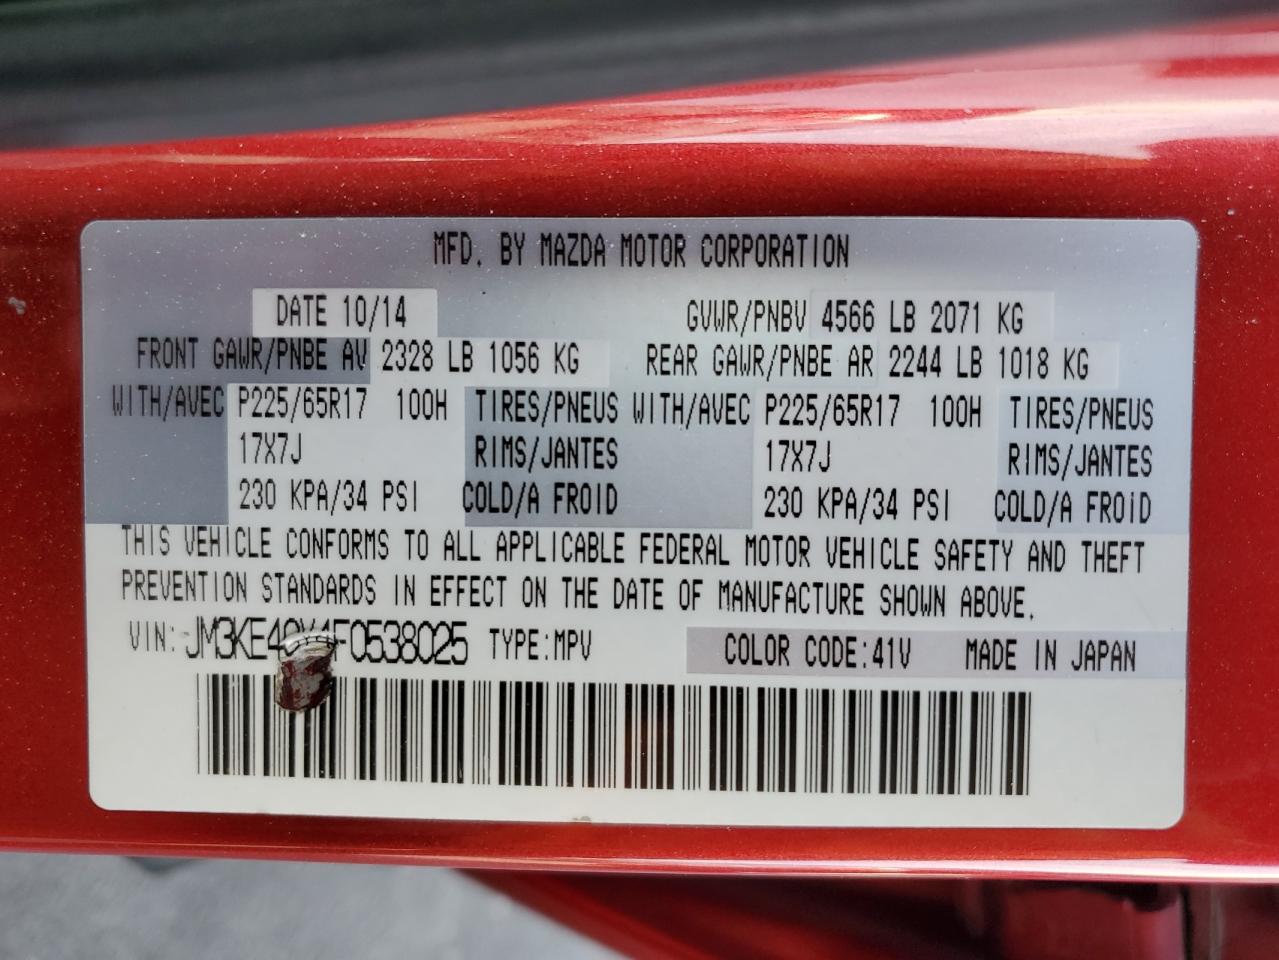 MFD. BY MAZDA MOTOR CORPORATION
DATE 10/14 GVWR/PNBV 4566 LB 2071 KG
FRONT GAWR/PNBE AV 2328 LB 1056 KG REAR GAWR/PNBE AR 2244 LB 1018 KG
WITH/AVEC P225/65R17 100H TIRES/PNEUS WITH/AVEC P225/65R17 100H TIRES/PNEUS
17X7J RIMS/JANTES 17X7J RIMS/JANTES
230 KPA/34 PSI COLD/A FROID 230 KPA/34 PSI COLD/A FROID
THIS VEHICLE CONFORMS TO ALL APPLICABLE FEDERAL MOTOR VEHICLE SAFETY AND THEFT
PREVENTION STANDARDS IN EFFECT ON THE DATE OF MANUFACTURE SHOWN ABOVE.
VIN: JM3KE4CY4F0538025 TYPE:MPV COLOR CODE:41V MADE IN JAPAN